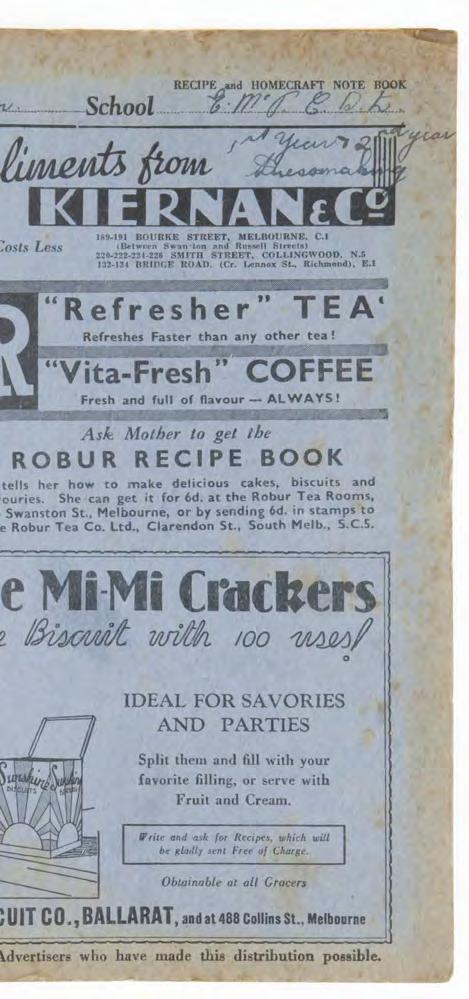 RECIPE and HOMECRAFT NOTE BOOK
School E. Mc P. C. D. L.
1st Year & 2nd year
Dressmaking
liments from
KIERNAN & Co
Costs Less
189-191 BOURKE STREET, MELBOURNE, C.1
(Between Swanston and Russell Streets)
220-222-224-226 SMITH STREET, COLLINGWOOD, N.5
132-134 BRIDGE ROAD, (Cr. Lennox St., Richmond), E.1
R
"Refresher" TEA
Refreshes Faster than any other tea!
"Vita-Fresh" COFFEE
Fresh and full of flavour — ALWAYS!
Ask Mother to get the
ROBUR RECIPE BOOK
tells her how to make delicious cakes, biscuits and
ouries. She can get it for 6d. at the Robur Tea Rooms,
Swanston St., Melbourne, or by sending 6d. in stamps to
e Robur Tea Co. Ltd., Clarendon St., South Melb., S.C.5.
e Mi-Mi Crackers
e Biscuit with 100 uses!
IDEAL FOR SAVORIES
AND PARTIES
Split them and fill with your
favorite filling, or serve with
Fruit and Cream.
Sunshine
BISCUITS
Write and ask for Recipes, which will
be gladly sent Free of Charge.
Obtainable at all Grocers
CUIT CO., BALLARAT, and at 488 Collins St., Melbourne
Advertisers who have made this distribution possible.